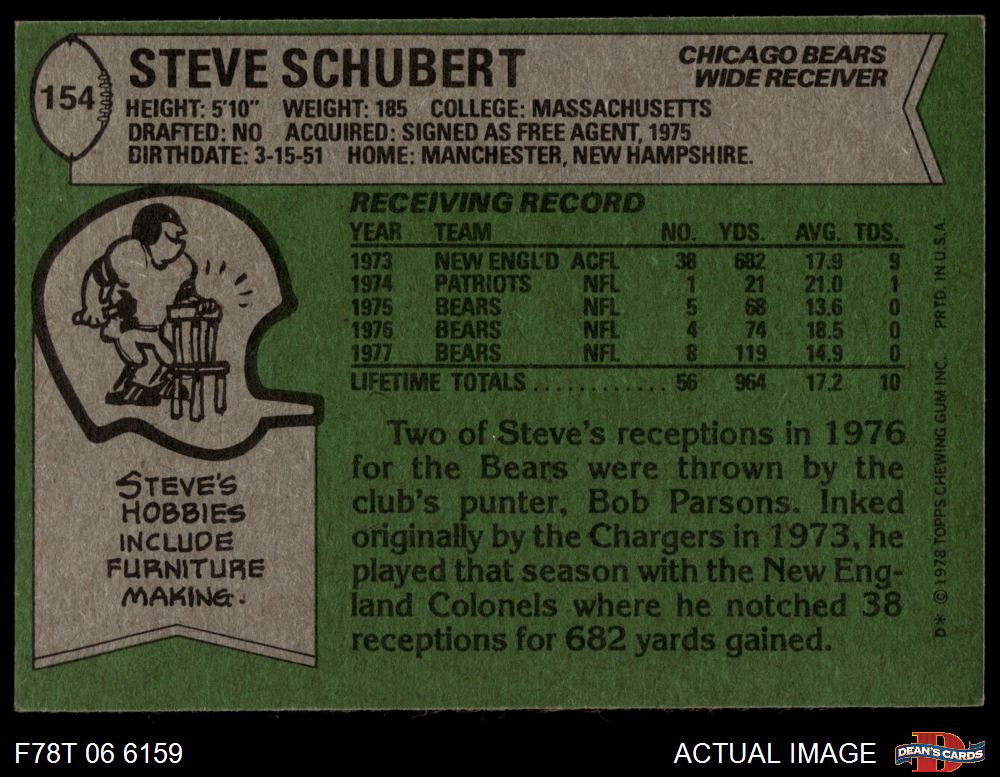 154
STEVE SCHUBERT
CHICAGO BEARS
WIDE RECEIVER
HEIGHT: 5'10" WEIGHT: 185 COLLEGE: MASSACHUSETTS
DRAFTED: NO ACQUIRED: SIGNED AS FREE AGENT, 1975
BIRTHDATE: 3-15-51 HOME: MANCHESTER, NEW HAMPSHIRE.
RECEIVING RECORD
YEAR TEAM NO. YDS. AVG. TDS.
1973 NEW ENGL'D ACFL 38 682 17.9 9
1974 PATRIOTS NFL 1 21 21.0 1
1975 BEARS NFL 5 68 13.6 0
1976 BEARS NFL 4 74 18.5 0
1977 BEARS NFL 8 119 14.9 0
LIFETIME TOTALS............ 56 964 17.2 10
Two of Steve's receptions in 1976
for the Bears were thrown by the
club's punter, Bob Parsons. Inked
originally by the Chargers in 1973, he
played that season with the New Eng-
land Colonels where he notched 38
receptions for 682 yards gained.
STEVE'S
HOBBIES
INCLUDE
FURNITURE
MAKING.
D* © 1978 TOPPS CHEWING GUM INC. PRTD. IN U.S.A
F78T 06 6159
ACTUAL IMAGE
D
DEAN'S CARDS